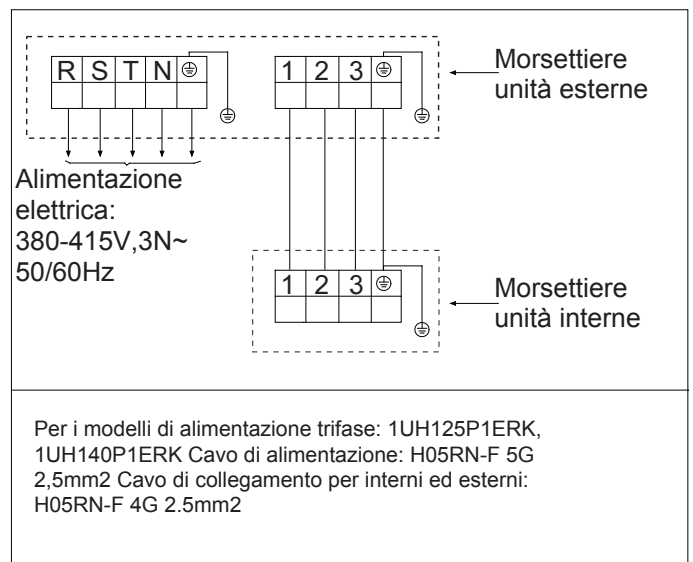 R S T N
1 2 3
Morsettiere
unità esterne
Alimentazione
elettrica:
380-415V,3N~
50/60Hz
1 2 3
Morsettiere
unità interne
Per i modelli di alimentazione trifase: 1UH125P1ERK,
1UH140P1ERK Cavo di alimentazione: H05RN-F 5G
2,5mm2 Cavo di collegamento per interni ed esterni:
H05RN-F 4G 2.5mm2